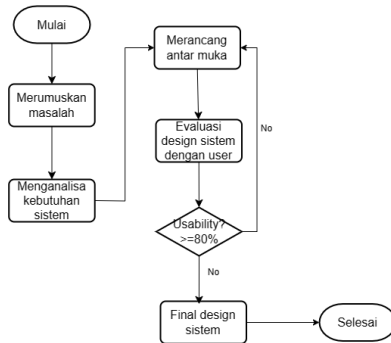 Mulai
Merumuskan
masalah
Menganalisa
kebutuhan
sistem
Merancang
antar muka
Evaluasi
design sistem
dengan user
No
Usability?
>=80%
No
Final design
sistem
Selesai